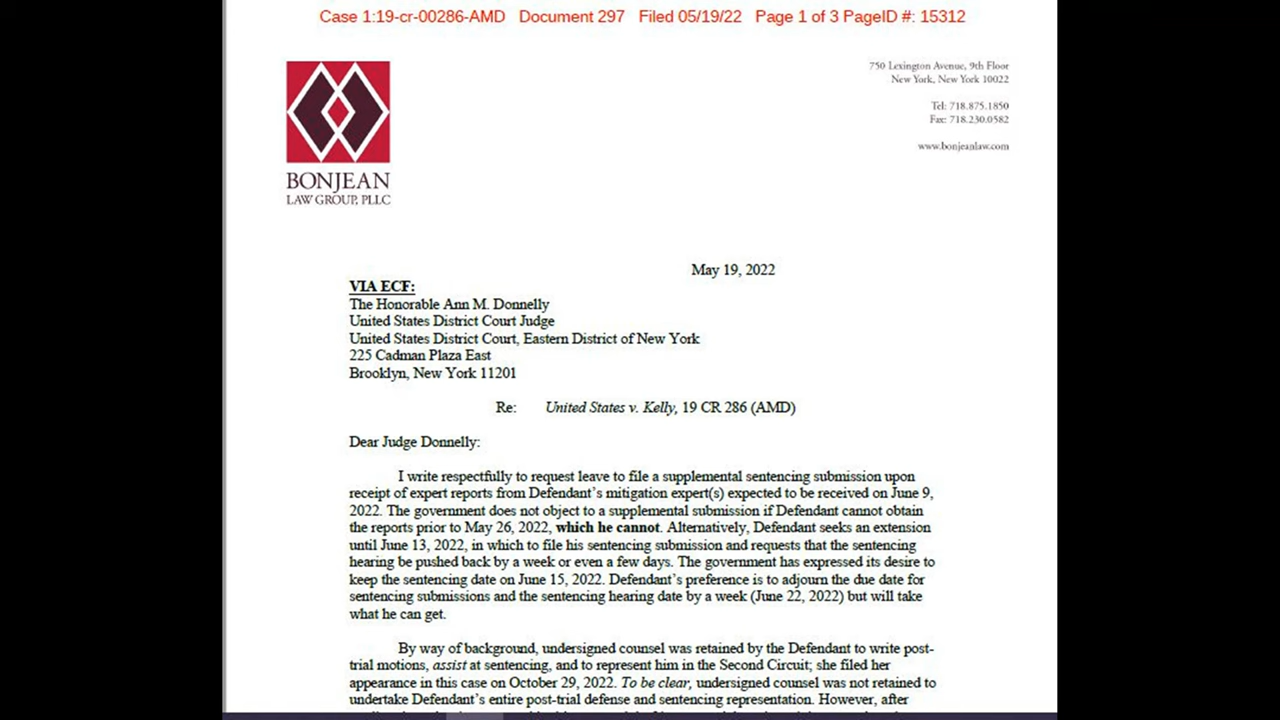 Case 1:19-cr-00286-AMD Document 297 Filed 05/19/22 Page 1 of 3 PageID #: 15312
750 Lexington Avenue, 9th Floor
New York, New York 10022
Tel: 718.875.1850
Fax: 718.230.0582
www.bonjeanlaw.com
BONJEAN
LAW GROUP, PLLC
May 19, 2022
VIA ECF:
The Honorable Ann M. Donnelly
United States District Court Judge
United States District Court, Eastern District of New York
225 Cadman Plaza East
Brooklyn, New York 11201
Re: United States v. Kelly, 19 CR 286 (AMD)
Dear Judge Donnelly:
I write respectfully to request leave to file a supplemental sentencing submission upon
receipt of expert reports from Defendant's mitigation expert(s) expected to be received on June 9,
2022. The government does not object to a supplemental submission if Defendant cannot obtain
the reports prior to May 26, 2022, which he cannot. Alternatively, Defendant seeks an extension
until June 13, 2022, in which to file his sentencing submission and requests that the sentencing
hearing be pushed back by a week or even a few days. The government has expressed its desire to
keep the sentencing date on June 15, 2022. Defendant's preference is to adjourn the due date for
sentencing submissions and the sentencing hearing date by a week (June 22, 2022) but will take
what he can get.
By way of background, undersigned counsel was retained by the Defendant to write post-
trial motions, assist at sentencing, and to represent him in the Second Circuit; she filed her
appearance in this case on October 29, 2022. To be clear, undersigned counsel was not retained to
undertake Defendant's entire post-trial defense and sentencing representation. However, after